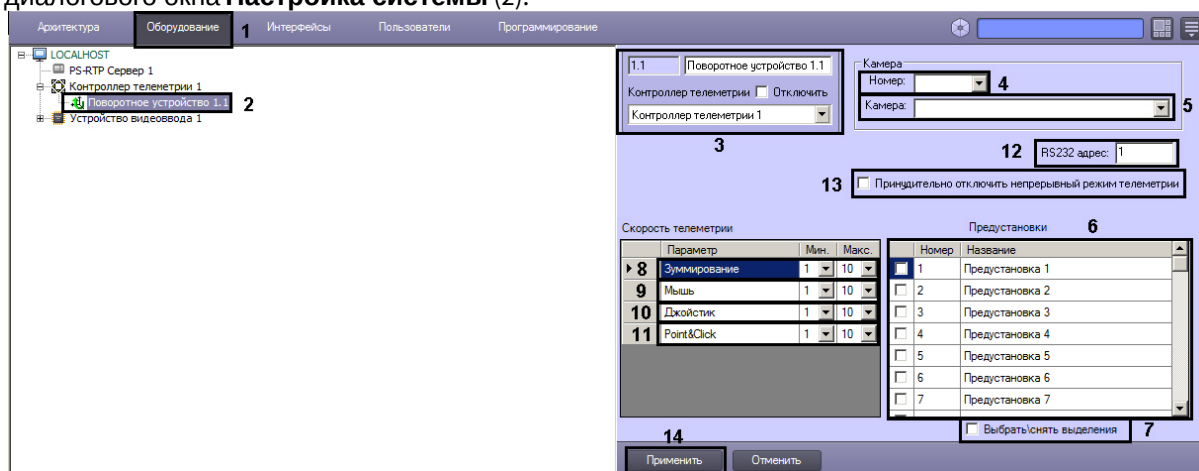 диалогового окна Настройка системы (2).
Архитектура Оборудование 1 Интерфейсы Пользователи Программирование
LOCALHOST
PS-RTP Сервер 1
Контроллер телеметрии 1
Поворотное устройство 1.1 2
Устройство видеоввода 1
1.1 Поворотное устройство 1.1
Контроллер телеметрии Отключить
Контроллер телеметрии 1
3
Камера
Номер: 4
Камера: 5
12 RS232 адрес: 1
13 Принудительно отключить непрерывный режим телеметрии
Скорость телеметрии
Параметр Мин. Макс.
8 Зуммирование 1 10
9 Мышь 1 10
10 Джойстик 1 10
11 Point&Click 1 10
Предустановки 6
Номер Название
1 Предустановка 1
2 Предустановка 2
3 Предустановка 3
4 Предустановка 4
5 Предустановка 5
6 Предустановка 6
7 Предустановка 7
Выбрать\снять выделения 7
14
Применить Отменить